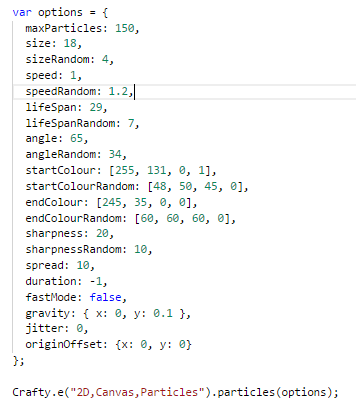 var options = {
  maxParticles: 150,
  size: 18,
  sizeRandom: 4,
  speed: 1,
  speedRandom: 1.2,
  lifeSpan: 29,
  lifeSpanRandom: 7,
  angle: 65,
  angleRandom: 34,
  startColour: [255, 131, 0, 1],
  startColourRandom: [48, 50, 45, 0],
  endColour: [245, 35, 0, 0],
  endColourRandom: [60, 60, 60, 0],
  sharpness: 20,
  sharpnessRandom: 10,
  spread: 10,
  duration: -1,
  fastMode: false,
  gravity: { x: 0, y: 0.1 },
  jitter: 0,
  originOffset: {x: 0, y: 0}
};

Crafty.e("2D,Canvas,Particles").particles(options);